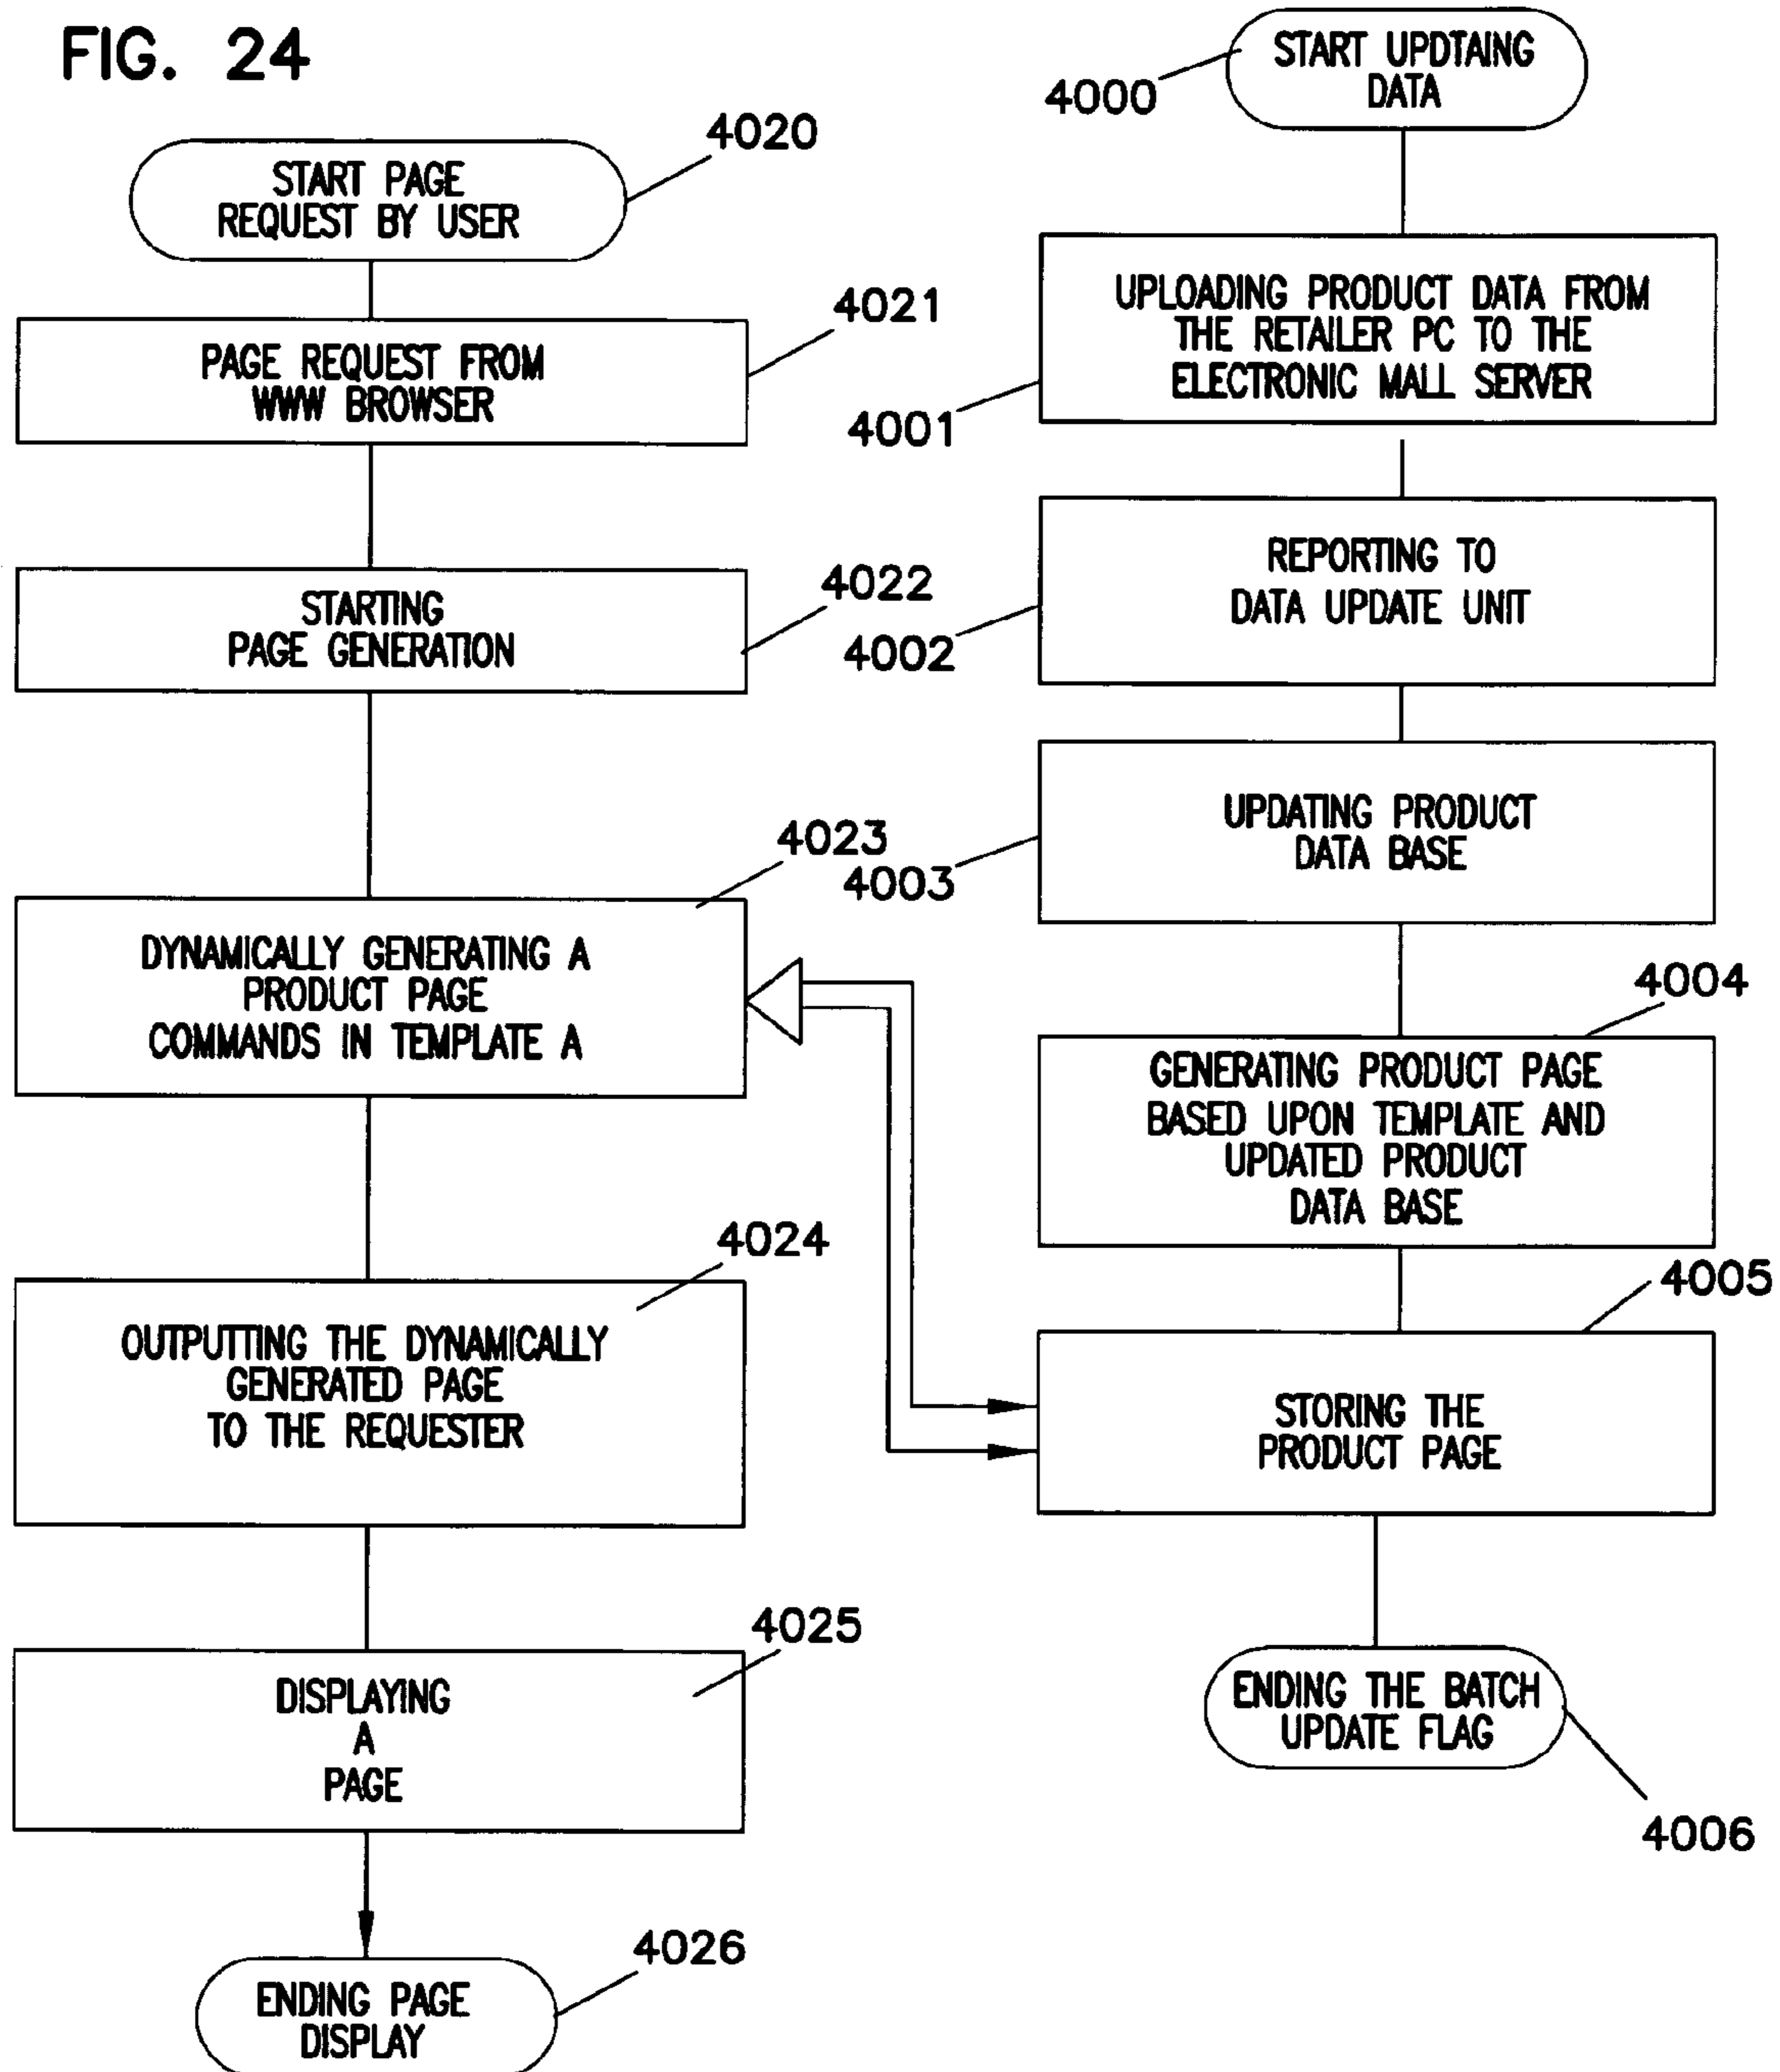 FIG. 24
4020
START PAGE
REQUEST BY USER
4021
PAGE REQUEST FROM
WWW BROWSER
4022
STARTING
PAGE GENERATION
4023
DYNAMICALLY GENERATING A
PRODUCT PAGE
COMMANDS IN TEMPLATE A
4024
OUTPUTTING THE DYNAMICALLY
GENERATED PAGE
TO THE REQUESTER
4025
DISPLAYING
A
PAGE
4026
ENDING PAGE
DISPLAY
4000
START UPDTAING
DATA
4001
UPLOADING PRODUCT DATA FROM
THE RETAILER PC TO THE
ELECTRONIC MALL SERVER
4002
REPORTING TO
DATA UPDATE UNIT
4003
UPDATING PRODUCT
DATA BASE
4004
GENERATING PRODUCT PAGE
BASED UPON TEMPLATE AND
UPDATED PRODUCT
DATA BASE
4005
STORING THE
PRODUCT PAGE
ENDING THE BATCH
UPDATE FLAG
4006